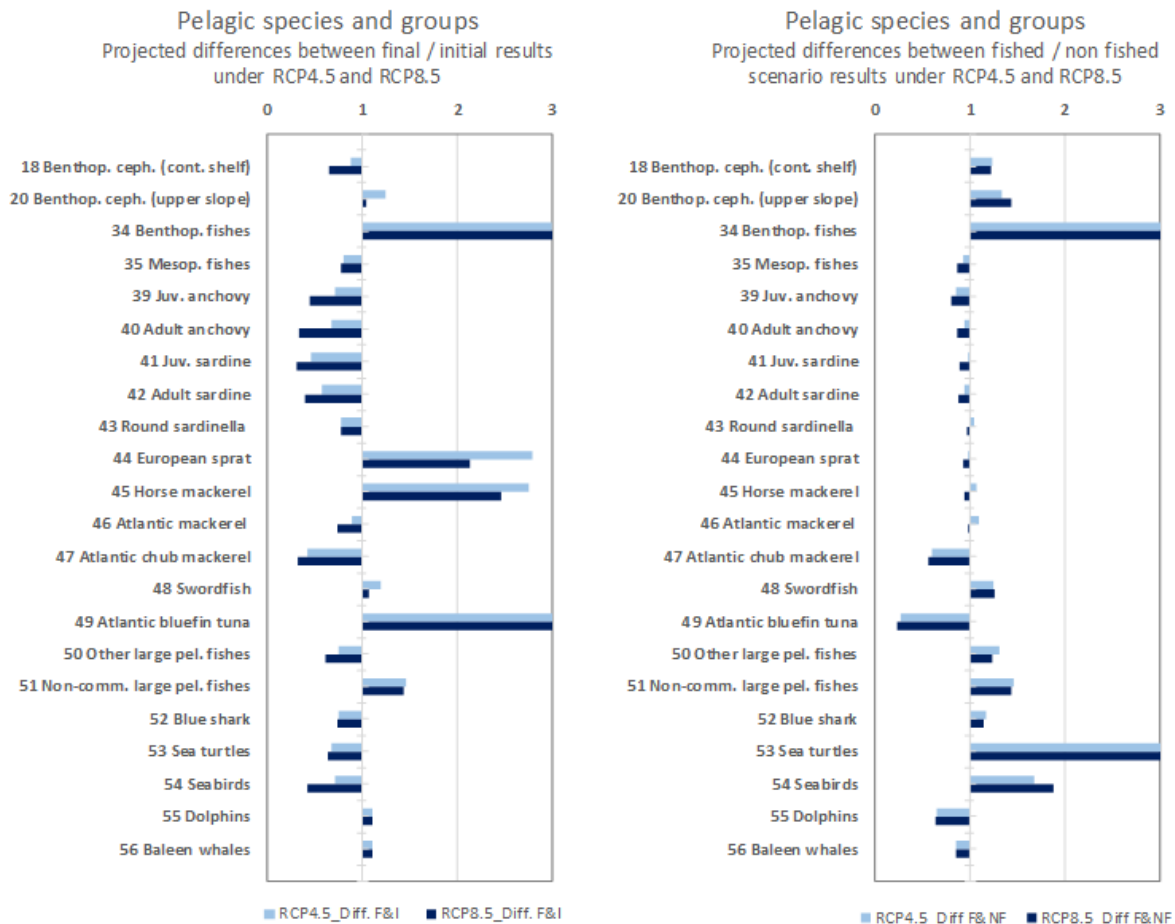 Pelagic species and groups
Projected differences between final / initial results
under RCP4.5 and RCP8.5
0 1 2 3
18 Benthop. ceph. (cont. shelf)
20 Benthop. ceph. (upper slope)
34 Benthop. fishes
35 Mesop. fishes
39 Juv. anchovy
40 Adult anchovy
41 Juv. sardine
42 Adult sardine
43 Round sardinella
44 European sprat
45 Horse mackerel
46 Atlantic mackerel
47 Atlantic chub mackerel
48 Swordfish
49 Atlantic bluefin tuna
50 Other large pel. fishes
51 Non-comm. large pel. fishes
52 Blue shark
53 Sea turtles
54 Seabirds
55 Dolphins
56 Baleen whales
RCP4.5_Diff. F&I RCP8.5_Diff. F&I
Pelagic species and groups
Projected differences between fished / non fished
scenario results under RCP4.5 and RCP8.5
0 1 2 3
18 Benthop. ceph. (cont. shelf)
20 Benthop. ceph. (upper slope)
34 Benthop. fishes
35 Mesop. fishes
39 Juv. anchovy
40 Adult anchovy
41 Juv. sardine
42 Adult sardine
43 Round sardinella
44 European sprat
45 Horse mackerel
46 Atlantic mackerel
47 Atlantic chub mackerel
48 Swordfish
49 Atlantic bluefin tuna
50 Other large pel. fishes
51 Non-comm. large pel. fishes
52 Blue shark
53 Sea turtles
54 Seabirds
55 Dolphins
56 Baleen whales
RCP4.5_Diff F&NF RCP8.5_Diff F&NF